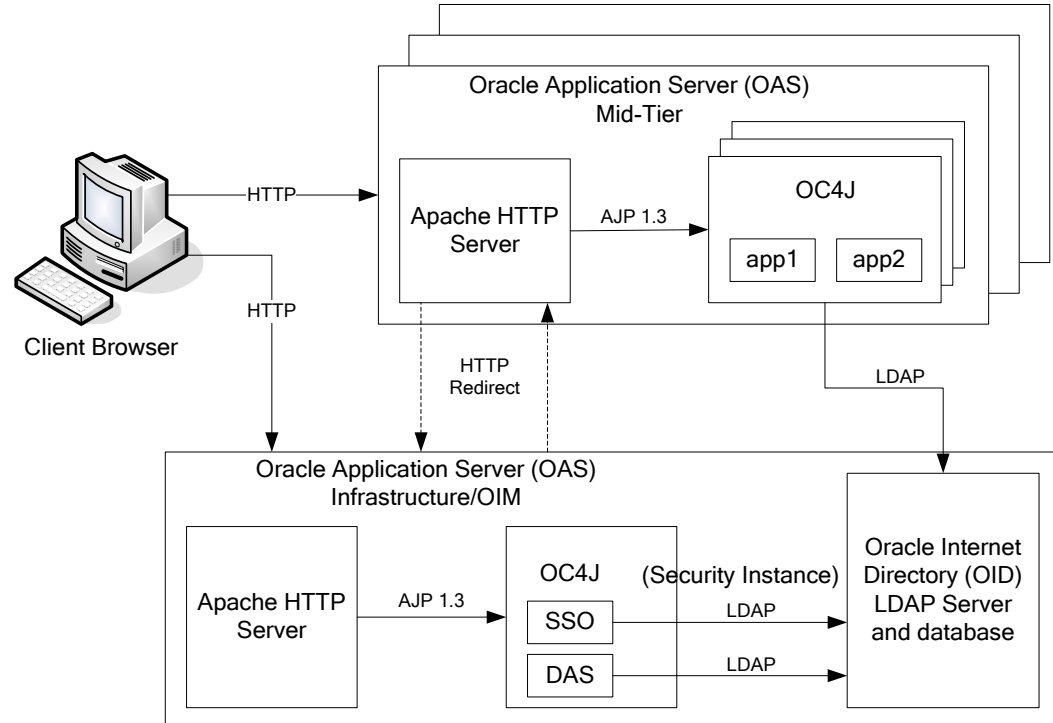 Oracle Application Server (OAS)
Mid-Tier
HTTP
Apache HTTP
Server
AJP 1.3
OC4J
app1
app2
Client Browser
HTTP
HTTP
Redirect
LDAP
Oracle Application Server (OAS)
Infrastructure/OIM
Apache HTTP
Server
AJP 1.3
OC4J
(Security Instance)
SSO
LDAP
DAS
LDAP
Oracle Internet
Directory (OID)
LDAP Server
and database